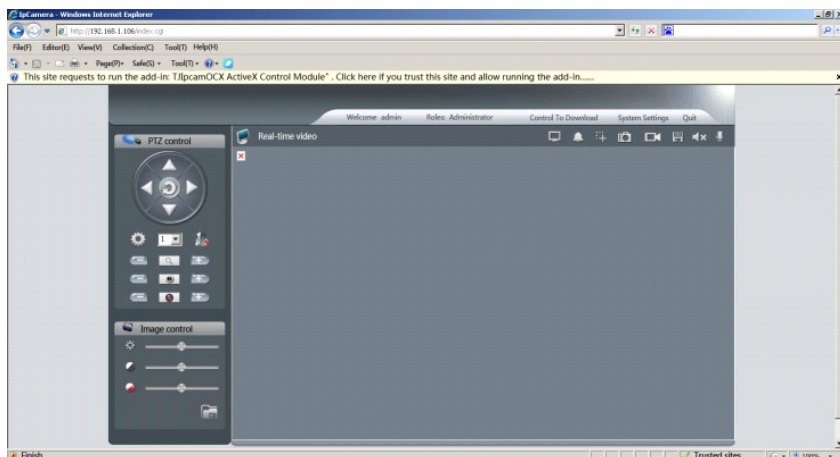 IpCamera - Windows Internet Explorer
http://192.168.1.106/index.cgi
File(F) Editor(E) View(V) Collection(C) Tool(T) Help(H)
Page(P) Safe(S) Tool(T)
This site requests to run the add-in: TJIpcamOCX ActiveX Control Module" . Click here if you trust this site and allow running the add-in......
Welcome admin Roles: Administrator Control To Download System Settings Quit
PTZ control
Real-time video
1
Image control
Finish Trusted sites 100%